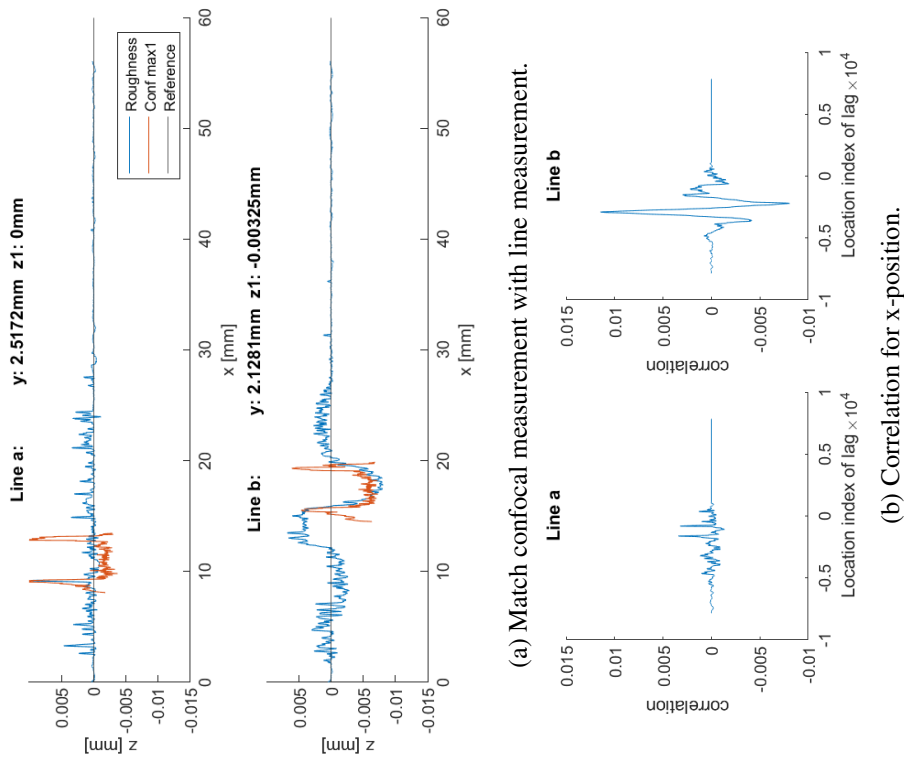 Line a:
y: 2.5172mm z1: 0mm
0.005
0
-0.005
-0.01
-0.015
z [mm]
0
10
20
30
40
50
60
x [mm]
Roughness
Conf max1
Reference
Line b:
y: 2.1281mm z1: -0.00325mm
0.005
0
-0.005
-0.01
-0.015
z [mm]
0
10
20
30
40
50
60
x [mm]
(a) Match confocal measurement with line measurement.
Line a
0.015
0.01
0.005
0
-0.005
-0.01
correlation
-1
-0.5
0
0.5
1
Location index of lag ×10⁴
Line b
0.015
0.01
0.005
0
-0.005
-0.01
correlation
-1
-0.5
0
0.5
1
Location index of lag ×10⁴
(b) Correlation for x-position.